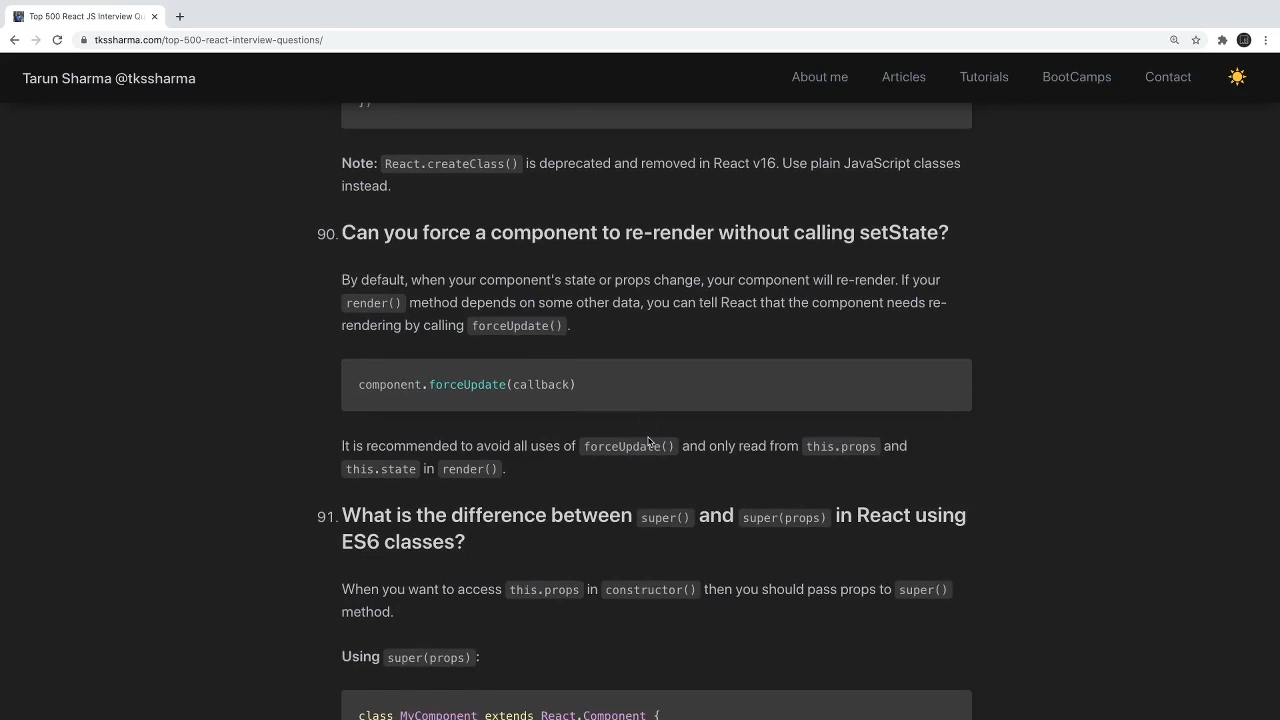 Top 500 React JS Interview Qu
tkssharma.com/top-500-react-interview-questions/
Tarun Sharma @tkssharma
About me
Articles
Tutorials
BootCamps
Contact
})
Note: React.createClass() is deprecated and removed in React v16. Use plain JavaScript classes
instead.
90. Can you force a component to re-render without calling setState?
By default, when your component's state or props change, your component will re-render. If your
render() method depends on some other data, you can tell React that the component needs re-
rendering by calling forceUpdate().
component.forceUpdate(callback)
It is recommended to avoid all uses of forceUpdate() and only read from this.props and
this.state in render().
91. What is the difference between super() and super(props) in React using
ES6 classes?
When you want to access this.props in constructor() then you should pass props to super()
method.
Using super(props):
class MyComponent extends React.Component {